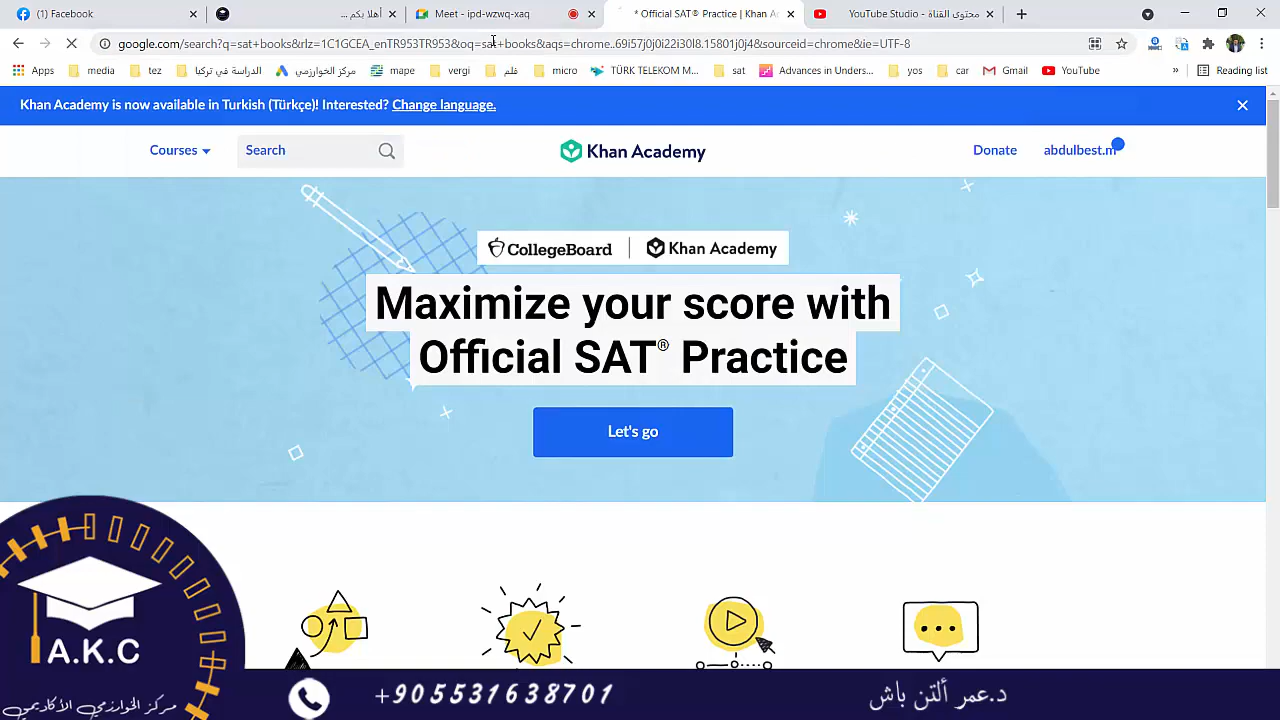 (1) Facebook
أهلا بكم ...
Meet - ipd-wzwq-xaq
* Official SAT® Practice | Khan Ac
YouTube Studio - محتوى القناة
google.com/search?q=sat+books&rlz=1C1GCEA_enTR953TR953&oq=sat+books&aqs=chrome..69i57j0j0i22i30l8.15801j0j4&sourceid=chrome&ie=UTF-8
Apps
media
tez
الدراسة في تركيا
مركز الخوارزمي
mape
vergi
فلم
micro
TÜRK TELEKOM M...
sat
Advances in Unders...
yos
car
Gmail
YouTube
»
Reading list
Khan Academy is now available in Turkish (Türkçe)! Interested? Change language.
Courses
Search
Khan Academy
Donate
abdulbest.m
CollegeBoard | Khan Academy
Maximize your score with
Official SAT® Practice
Let's go
A.K.C
مركز الخوارزمي الأكاديمي
+905531638701
د.عمر ألتن باش